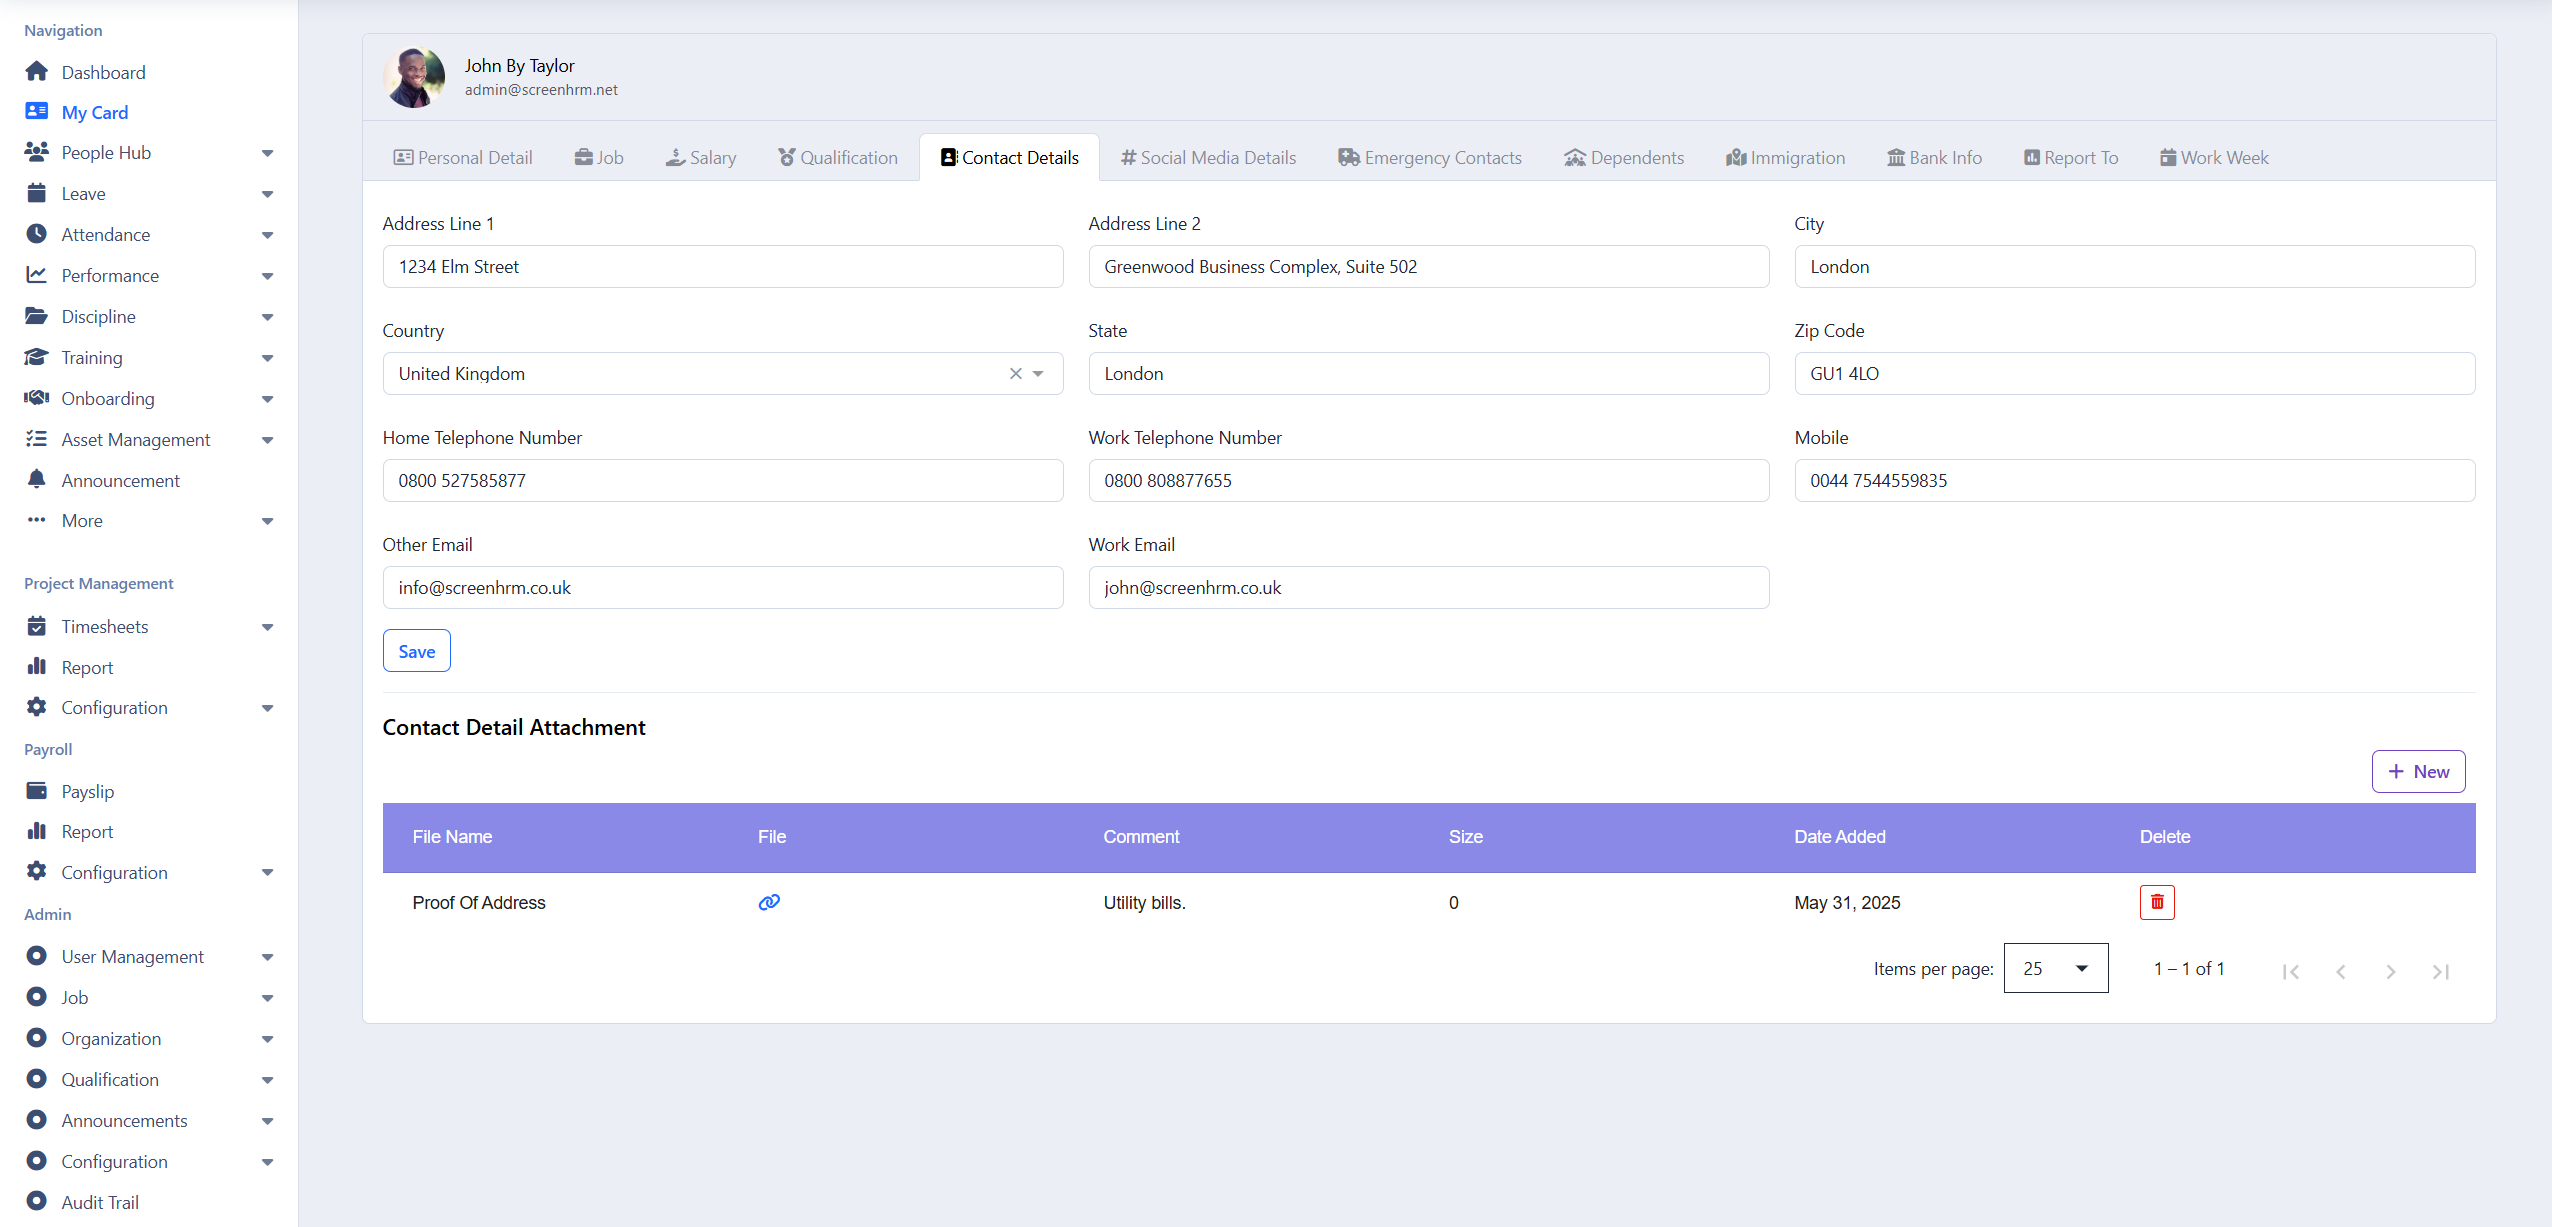 Navigation
Dashboard
My Card
People Hub
Leave
Attendance
Performance
Discipline
Training
Onboarding
Asset Management
Announcement
More
Project Management
Timesheets
Report
Configuration
Payroll
Payslip
Report
Configuration
Admin
User Management
Job
Organization
Qualification
Announcements
Configuration
Audit Trail
John By Taylor
admin@screenhrm.net
Personal Detail Job Salary Qualification Contact Details # Social Media Details Emergency Contacts Dependents Immigration Bank Info Report To Work Week
Address Line 1 Address Line 2 City
1234 Elm Street Greenwood Business Complex, Suite 502 London
Country State Zip Code
United Kingdom London GU1 4LO
Home Telephone Number Work Telephone Number Mobile
0800 527585877 0800 808877655 0044 7544559835
Other Email Work Email
info@screenhrm.co.uk john@screenhrm.co.uk
Save
Contact Detail Attachment
+ New
File Name File Comment Size Date Added Delete
Proof Of Address Utility bills. 0 May 31, 2025
Items per page: 25 1 – 1 of 1